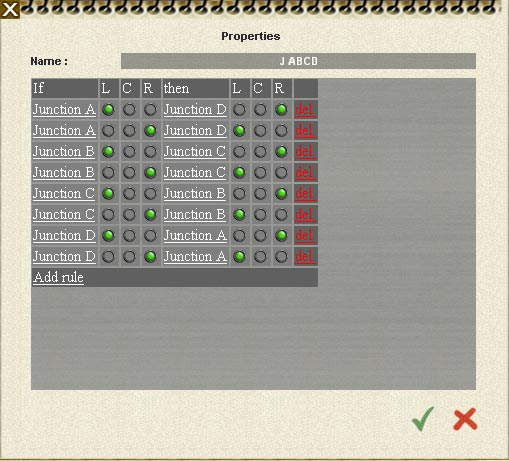 Properties
Name : J ABCD
If L C R then L C R
Junction A Junction D del.
Junction A Junction D del.
Junction B Junction C del.
Junction B Junction C del.
Junction C Junction B del.
Junction C Junction B del.
Junction D Junction A del.
Junction D Junction A del.
Add rule